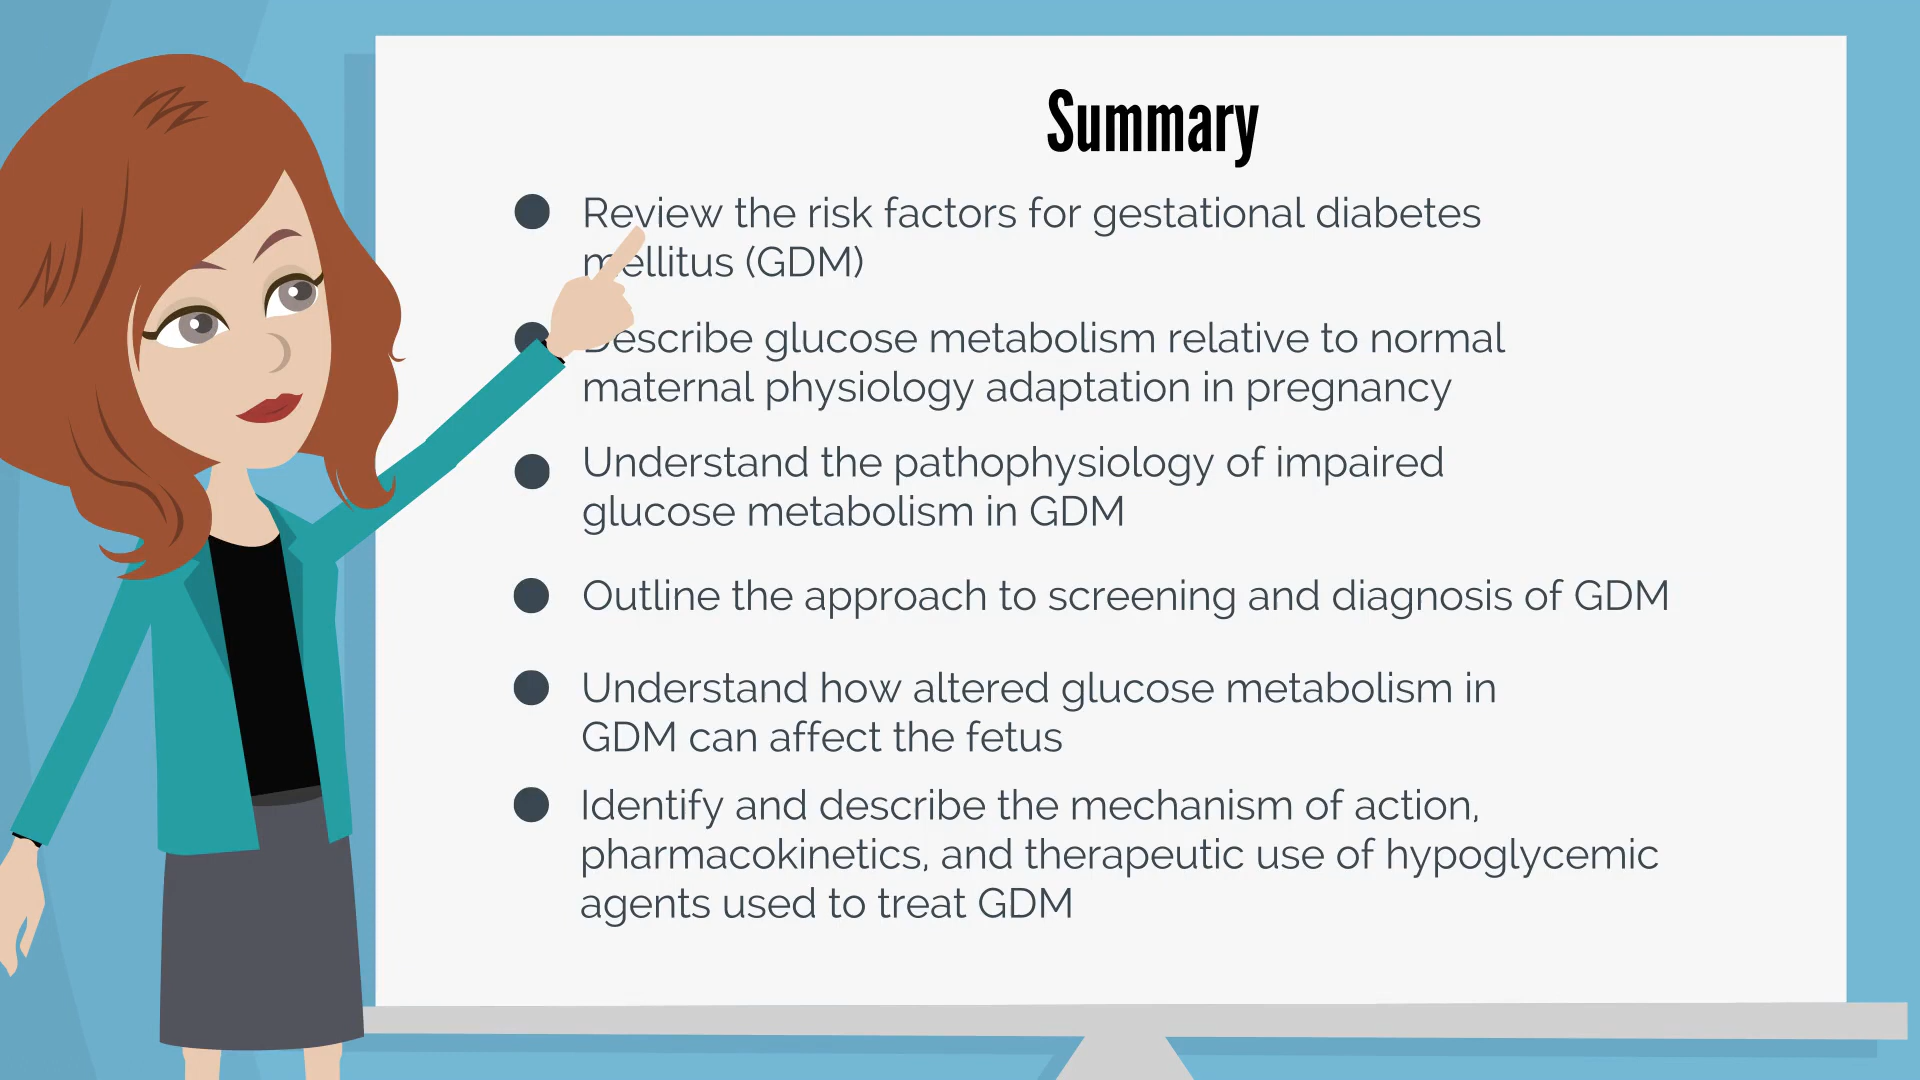 Summary
Review the risk factors for gestational diabetes
mellitus (GDM)
Describe glucose metabolism relative to normal
maternal physiology adaptation in pregnancy
Understand the pathophysiology of impaired
glucose metabolism in GDM
Outline the approach to screening and diagnosis of GDM
Understand how altered glucose metabolism in
GDM can affect the fetus
Identify and describe the mechanism of action,
pharmacokinetics, and therapeutic use of hypoglycemic
agents used to treat GDM